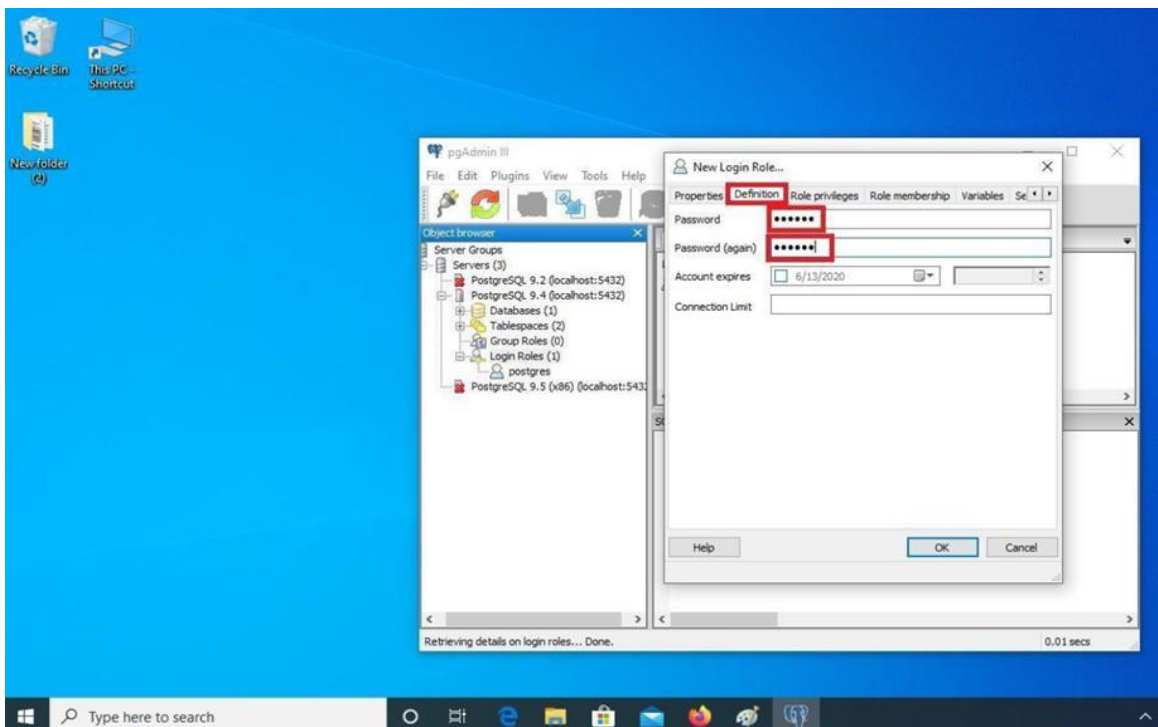 Recycle Bin
This PC - Shortcut
New folder (2)
pgAdmin III
File Edit Plugins View Tools Help
Object browser
Server Groups
Servers (3)
PostgreSQL 9.2 (localhost:5432)
PostgreSQL 9.4 (localhost:5432)
Databases (1)
Tablespaces (2)
Group Roles (0)
Login Roles (1)
postgres
PostgreSQL 9.5 (x86) (localhost:543
New Login Role...
Properties Definition Role privileges Role membership Variables Se
Password ••••••
Password (again) ••••••
Account expires 6/13/2020
Connection Limit
Help OK Cancel
Retrieving details on login roles... Done. 0.01 secs
Type here to search